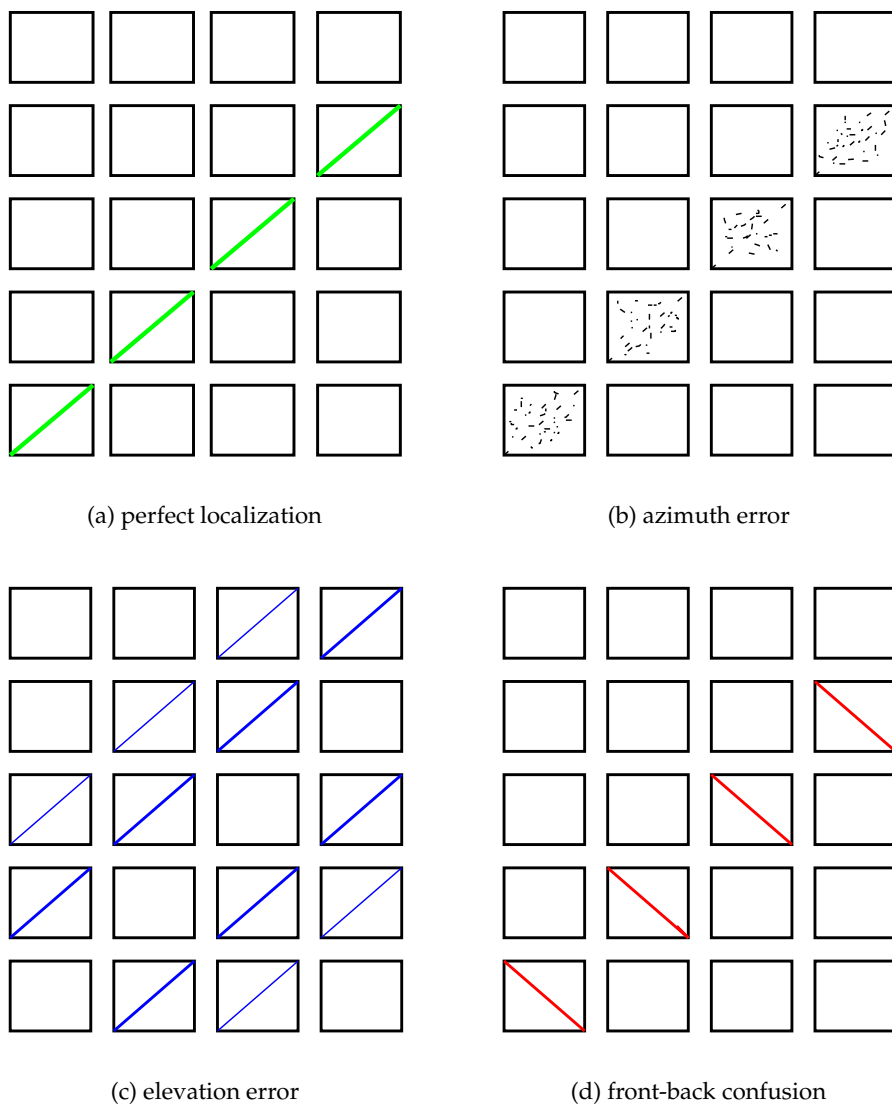 (a) perfect localization
(b) azimuth error
(c) elevation error
(d) front-back confusion